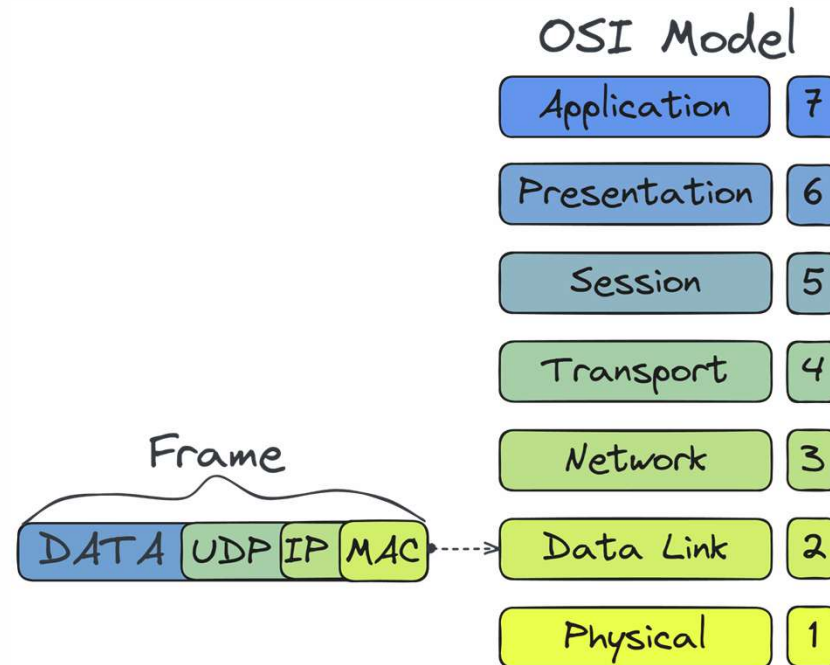 OSI Model
Application 7
Presentation 6
Session 5
Transport 4
Frame
Network 3
DATA UDP IP MAC Data Link 2
Physical 1